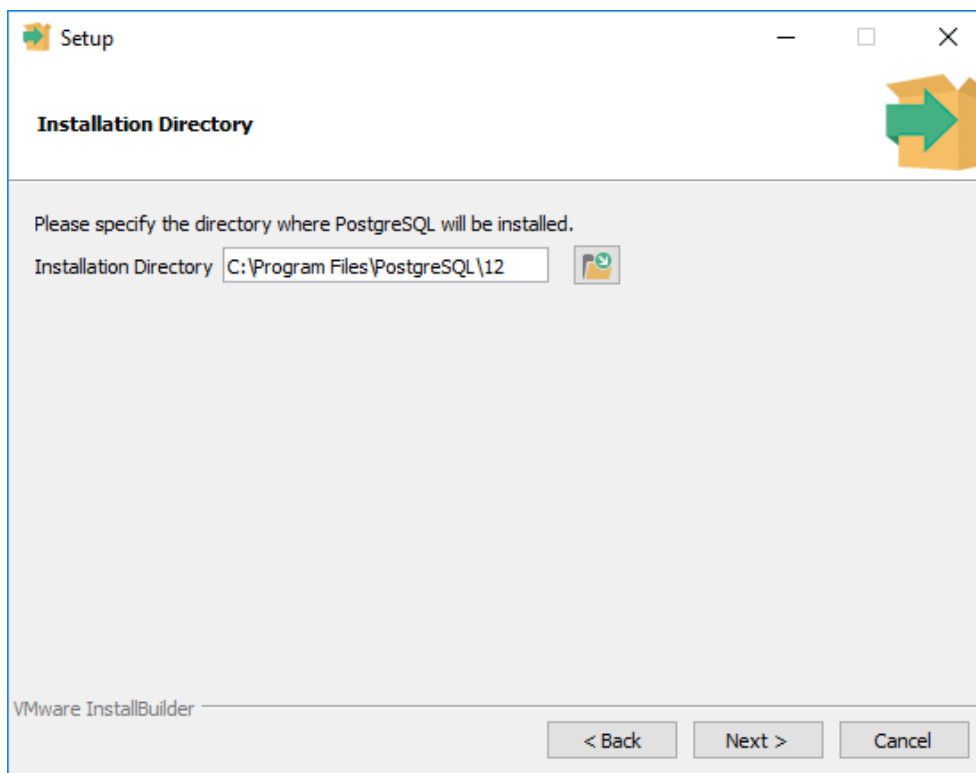 Setup
Installation Directory
Please specify the directory where PostgreSQL will be installed.
Installation Directory C:\Program Files\PostgreSQL\12
VMware InstallBuilder
< Back Next > Cancel